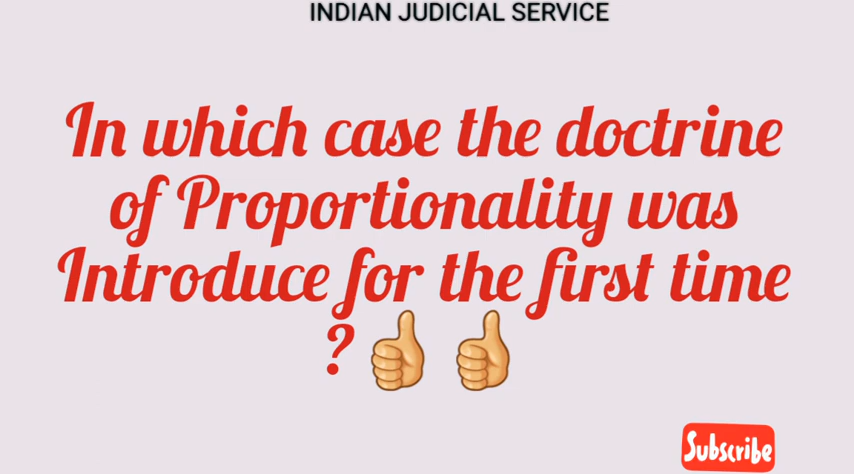 INDIAN JUDICIAL SERVICE
In which case the doctrine
of Proportionality was
Introduce for the first time
? 👍 👍
Subscribe